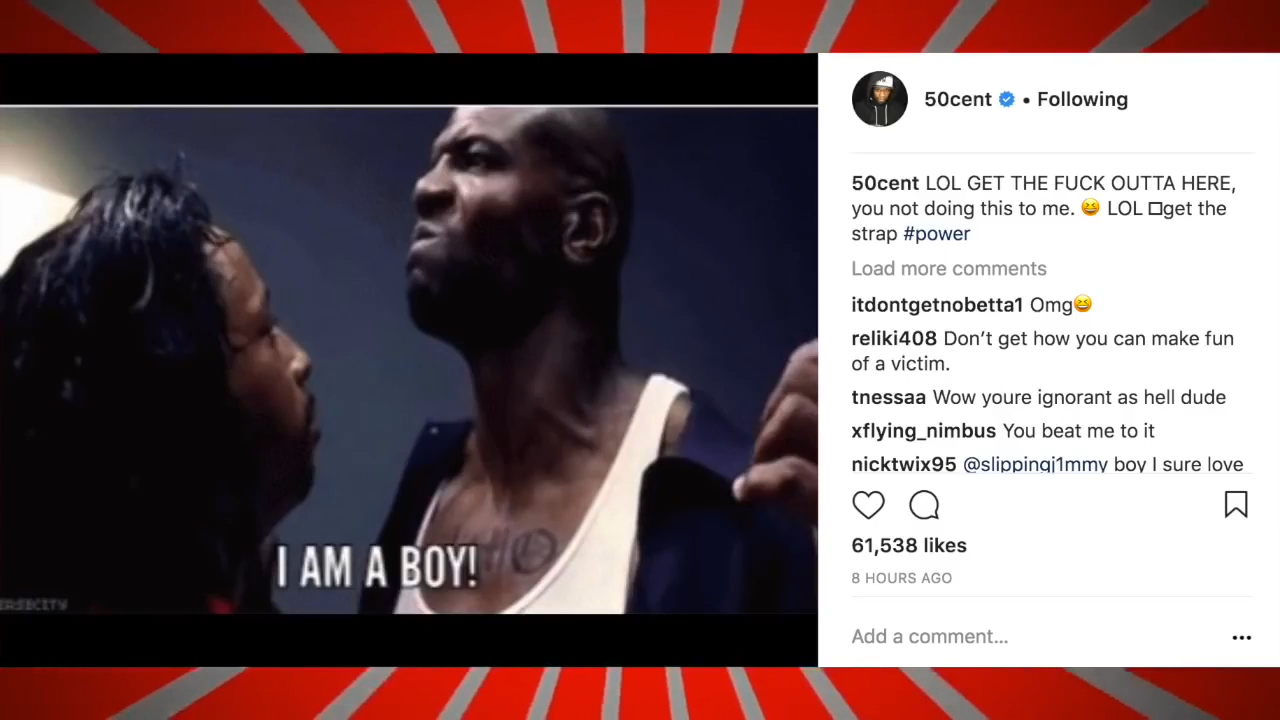 50cent • Following
50cent LOL GET THE FUCK OUTTA HERE,
you not doing this to me. 😆 LOL □get the
strap #power
Load more comments
itdontgetnobetta1 Omg😆
reliki408 Don’t get how you can make fun
of a victim.
tnessaa Wow youre ignorant as hell dude
xflying_nimbus You beat me to it
nicktwix95 @slippingj1mmy boy I sure love
61,538 likes
8 HOURS AGO
Add a comment...
I AM A BOY!